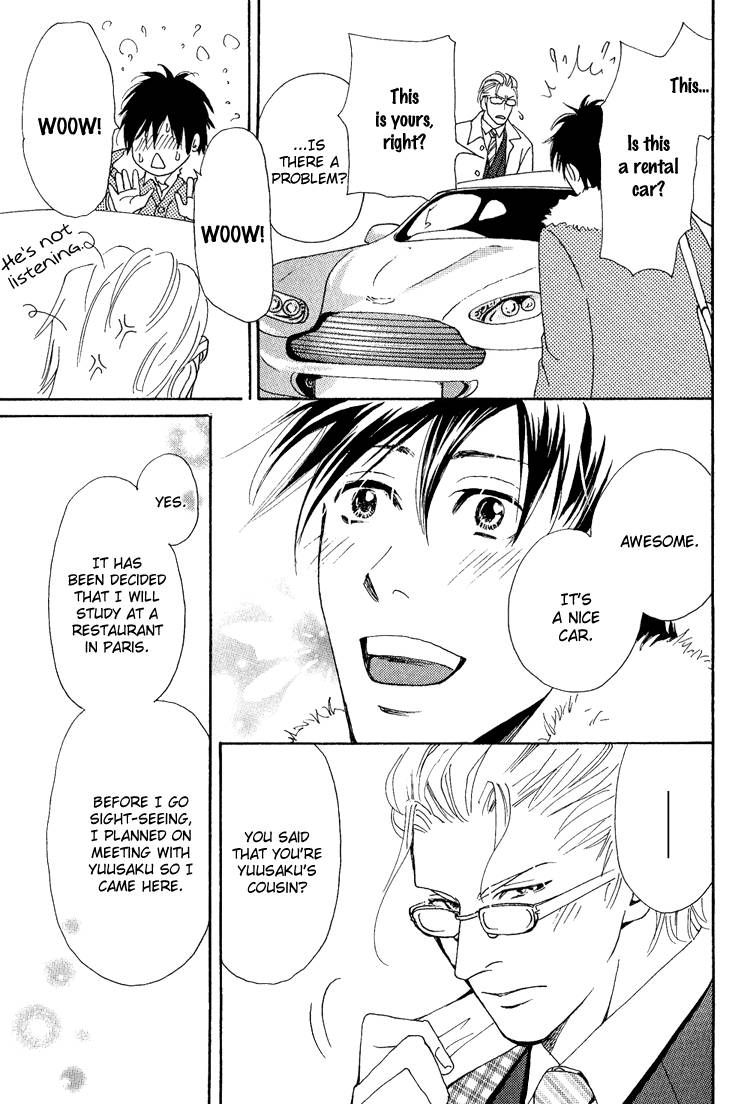 This...
Is this
a rental
car?
This
is yours,
right?
...IS
THERE A
PROBLEM?
WOOW!
WOOW!
He's not
listening.
AWESOME.
IT'S
A NICE
CAR.
YOU SAID
THAT YOU'RE
YUUSAKU'S
COUSIN?
YES.
IT HAS
BEEN DECIDED
THAT I WILL
STUDY AT A
RESTAURANT
IN PARIS.
BEFORE I GO
SIGHT-SEEING,
I PLANNED ON
MEETING WITH
YUUSAKU SO I
CAME HERE.